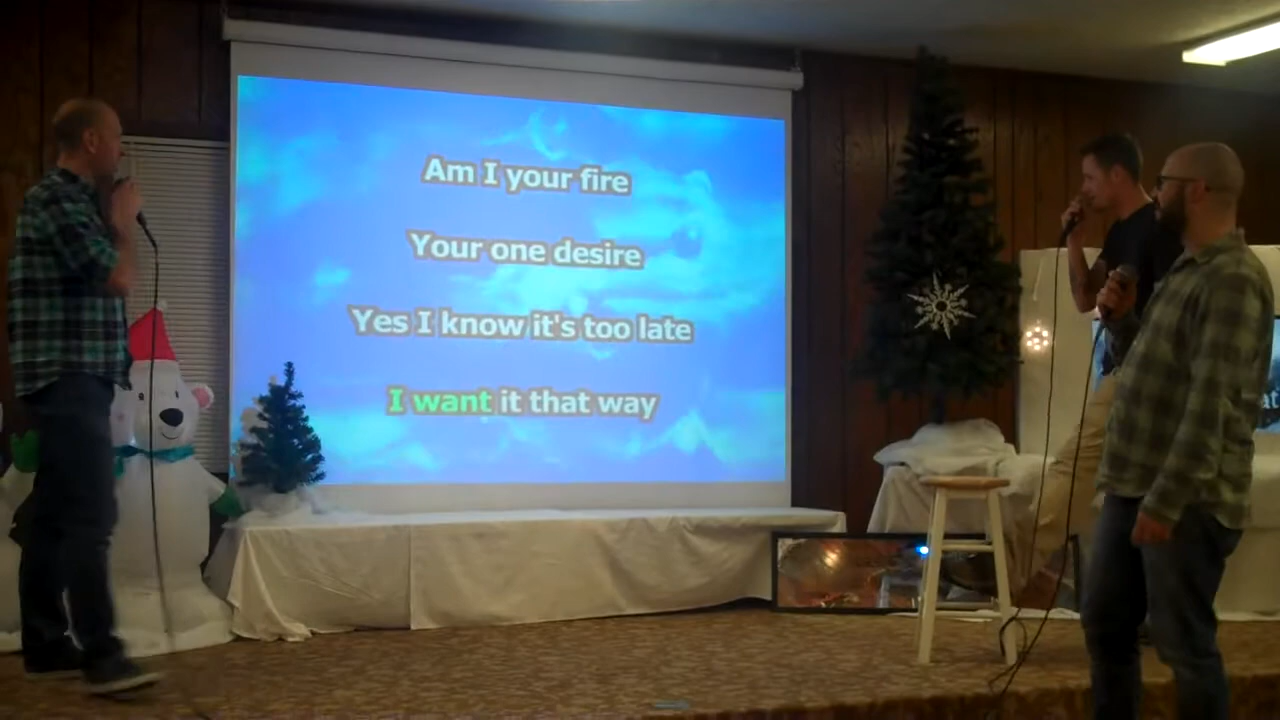 Am I your fire
Your one desire
Yes I know it's too late
I want it that way